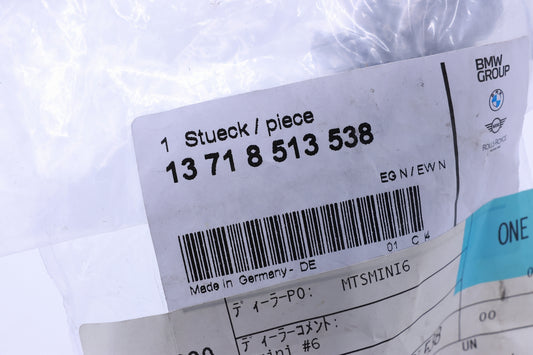 BMW
GROUP
1 Stueck / piece
13 71 8 513 538
EG N / EW N
Made in Germany - DE 01 C
ONE
ディーラーPO: MTSMINI6
ディーラーコメント:
#6
00
UN